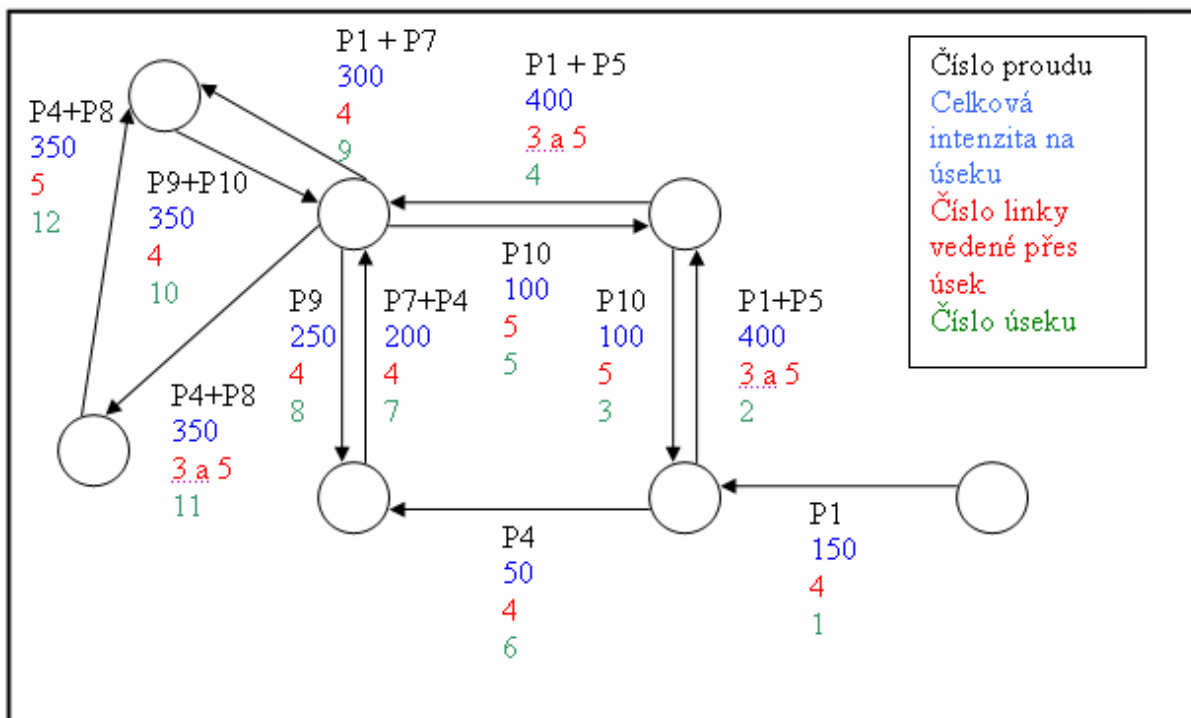 P1 + P7
300
4
9
P1 + P5
400
3 a 5
4
Číslo proudu
Celková
intenzita na
úseku
Číslo linky
vedené přes
úsek
Číslo úseku
P4+P8
350
5
12
P9+P10
350
4
10
P10
100
5
5
P9
250
4
8
P7+P4
200
4
7
P10
100
5
3
P1+P5
400
3 a 5
2
P4+P8
350
3 a 5
11
P4
50
4
6
P1
150
4
1